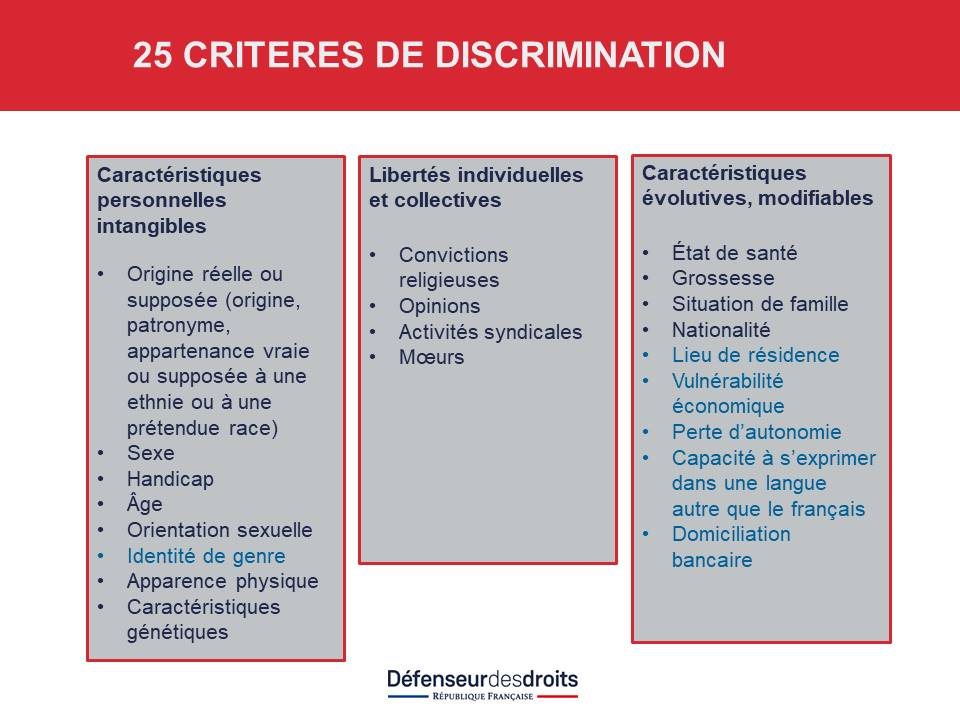 25 CRITERES DE DISCRIMINATION
Caractéristiques
personnelles
intangibles
• Origine réelle ou
supposée (origine,
patronyme,
appartenance vraie
ou supposée à une
ethnie ou à une
prétendue race)
• Sexe
• Handicap
• Âge
• Orientation sexuelle
• Identité de genre
• Apparence physique
• Caractéristiques
génétiques
Libertés individuelles
et collectives
• Convictions
religieuses
• Opinions
• Activités syndicales
• Mœurs
Caractéristiques
évolutives, modifiables
• État de santé
• Grossesse
• Situation de famille
• Nationalité
• Lieu de résidence
• Vulnérabilité
économique
• Perte d’autonomie
• Capacité à s’exprimer
dans une langue
autre que le français
• Domiciliation
bancaire
Défenseurdesdroits
RÉPUBLIQUE FRANÇAISE